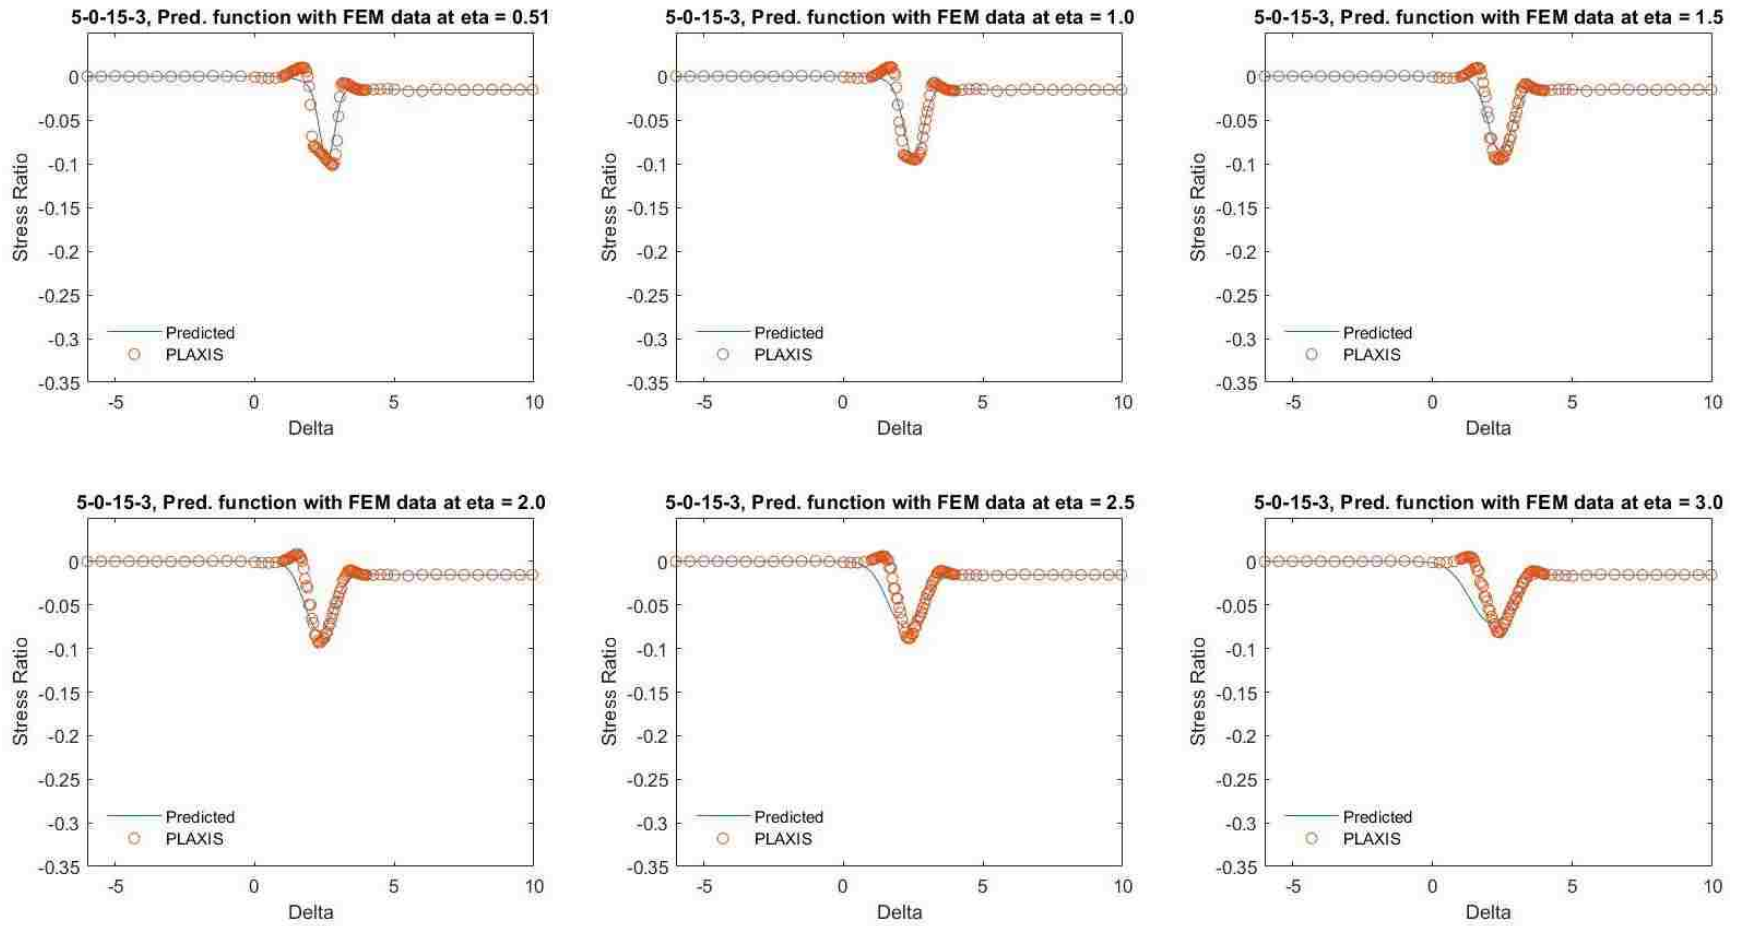 5-0-15-3, Pred. function with FEM data at eta = 0.51
0
-0.05
-0.1
-0.15
-0.2
-0.25
-0.3
-0.35
Stress Ratio
Predicted
PLAXIS
-5 0 5 10
Delta
5-0-15-3, Pred. function with FEM data at eta = 1.0
0
-0.05
-0.1
-0.15
-0.2
-0.25
-0.3
-0.35
Stress Ratio
Predicted
PLAXIS
-5 0 5 10
Delta
5-0-15-3, Pred. function with FEM data at eta = 1.5
0
-0.05
-0.1
-0.15
-0.2
-0.25
-0.3
-0.35
Stress Ratio
Predicted
PLAXIS
-5 0 5 10
Delta
5-0-15-3, Pred. function with FEM data at eta = 2.0
0
-0.05
-0.1
-0.15
-0.2
-0.25
-0.3
-0.35
Stress Ratio
Predicted
PLAXIS
-5 0 5 10
Delta
5-0-15-3, Pred. function with FEM data at eta = 2.5
0
-0.05
-0.1
-0.15
-0.2
-0.25
-0.3
-0.35
Stress Ratio
Predicted
PLAXIS
-5 0 5 10
Delta
5-0-15-3, Pred. function with FEM data at eta = 3.0
0
-0.05
-0.1
-0.15
-0.2
-0.25
-0.3
-0.35
Stress Ratio
Predicted
PLAXIS
-5 0 5 10
Delta